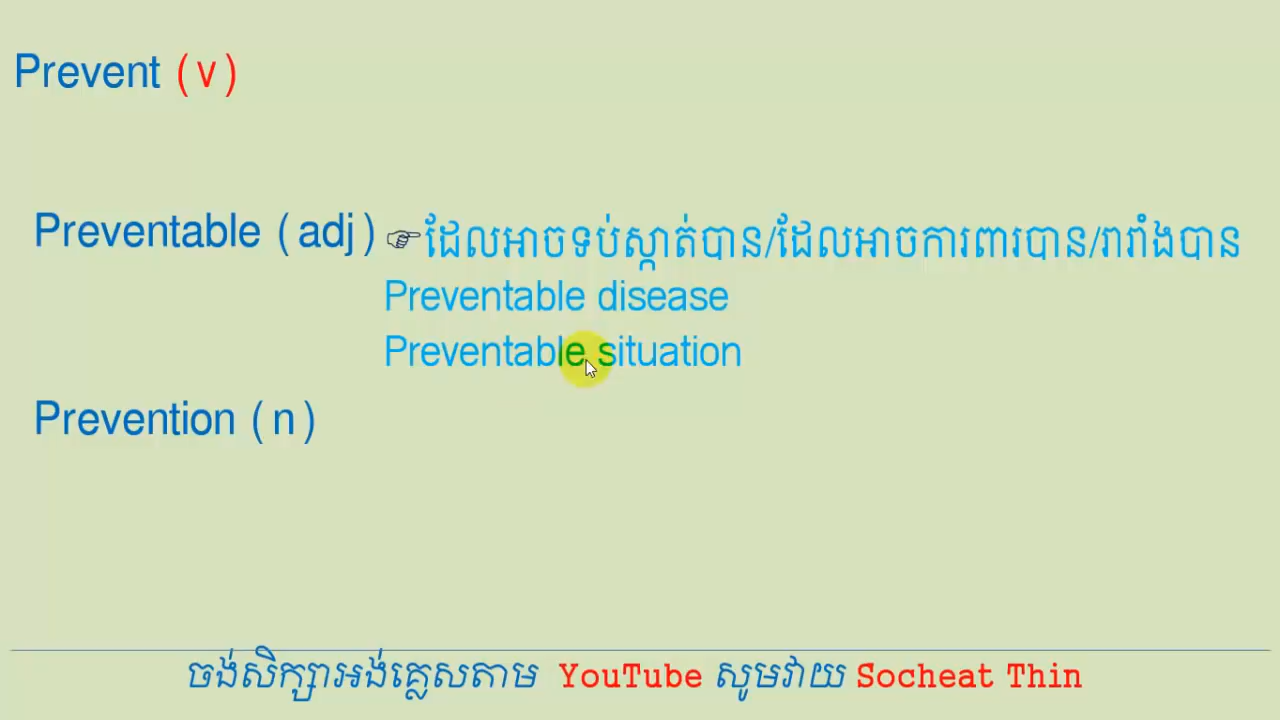 Prevent (v)
Preventable (adj) ☞ដែលអាចទប់ស្កាត់បាន/ដែលអាចការពារបាន/រារាំងបាន
Preventable disease
Preventable situation
Prevention (n)
ចង់សិក្សាអង់គ្លេសតាម YouTube សូមវាយ Socheat Thin